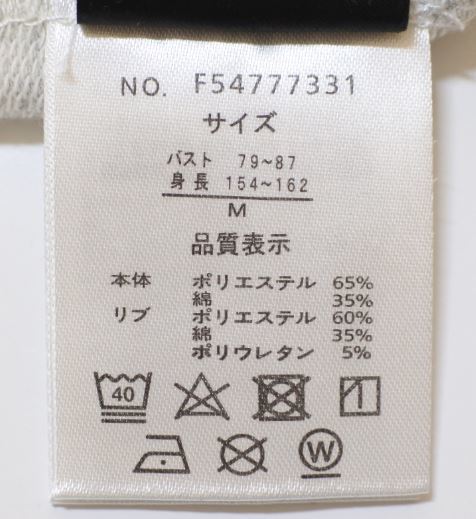 NO. F54777331
サイズ
バスト 79~87
身長 154~162
M
品質表示
本体 ポリエステル 65%
綿 35%
リブ ポリエステル 60%
綿 35%
ポリウレタン 5%
40
W